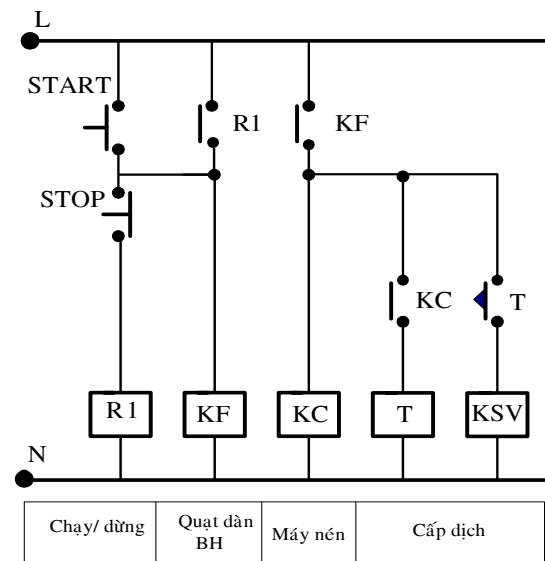 L
START
R1
KF
STOP
KC
T
R1
KF
KC
T
KSV
N
Chạy/ dừng
Quạt dàn
BH
Máy nén
Cấp dịch